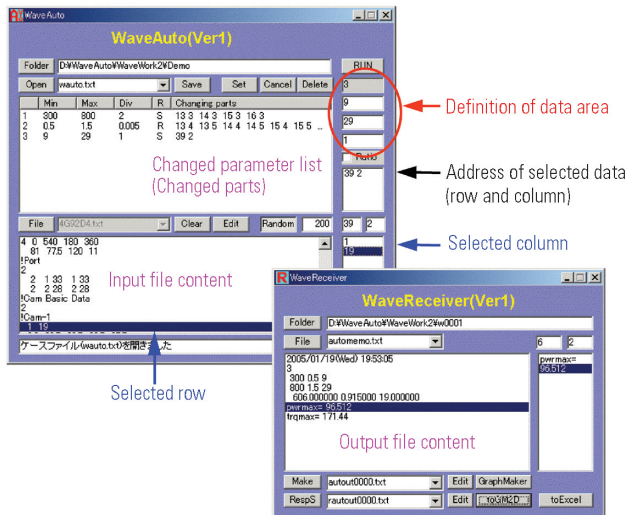 WaveAuto
WaveAuto(Ver1)
Folder D:¥WaveAuto¥WaveWork2¥Demo RUN
Open wauto.txt Save Set Cancel Delete 3
Min Max Div R Changing parts 9
1 300 800 2 S 13 3 14 3 15 3 16 3
2 0.5 1.5 0.005 R 13 4 13 5 14 4 14 5 15 4 15 5 ... 29
3 9 29 1 S 39 2 1
Definition of data area
Ratio
Changed parameter list
(Changed parts)
39 2
Address of selected data
(row and column)
File 4G92D4.txt Clear Edit Random 200 39 2
4 0 540 180 360 1
81 77.5 120 11 19
Selected column
!Port
2
2 1 33 1 33
2 2 28 2 28
!Cam Basic Data
2
!Cam-1
1 19
Input file content
ケースファイル(wauto.txt)を開きました
Selected row
WaveReceiver
WaveReceiver(Ver1)
Folder D:¥WaveAuto¥WaveWork2¥w0001
File automemo.txt 6 2
2005/01/19(Wed) 19:53:05 pwrmax=
3 96.512
300 0.5 9
800 1.5 29
606.000000 0.915000 19.000000
pwrmax= 96.512
trqmax= 171.44
Output file content
Make autout0000.txt Edit GraphMaker
RespS rautout0000.txt Edit toGM2D toExcel